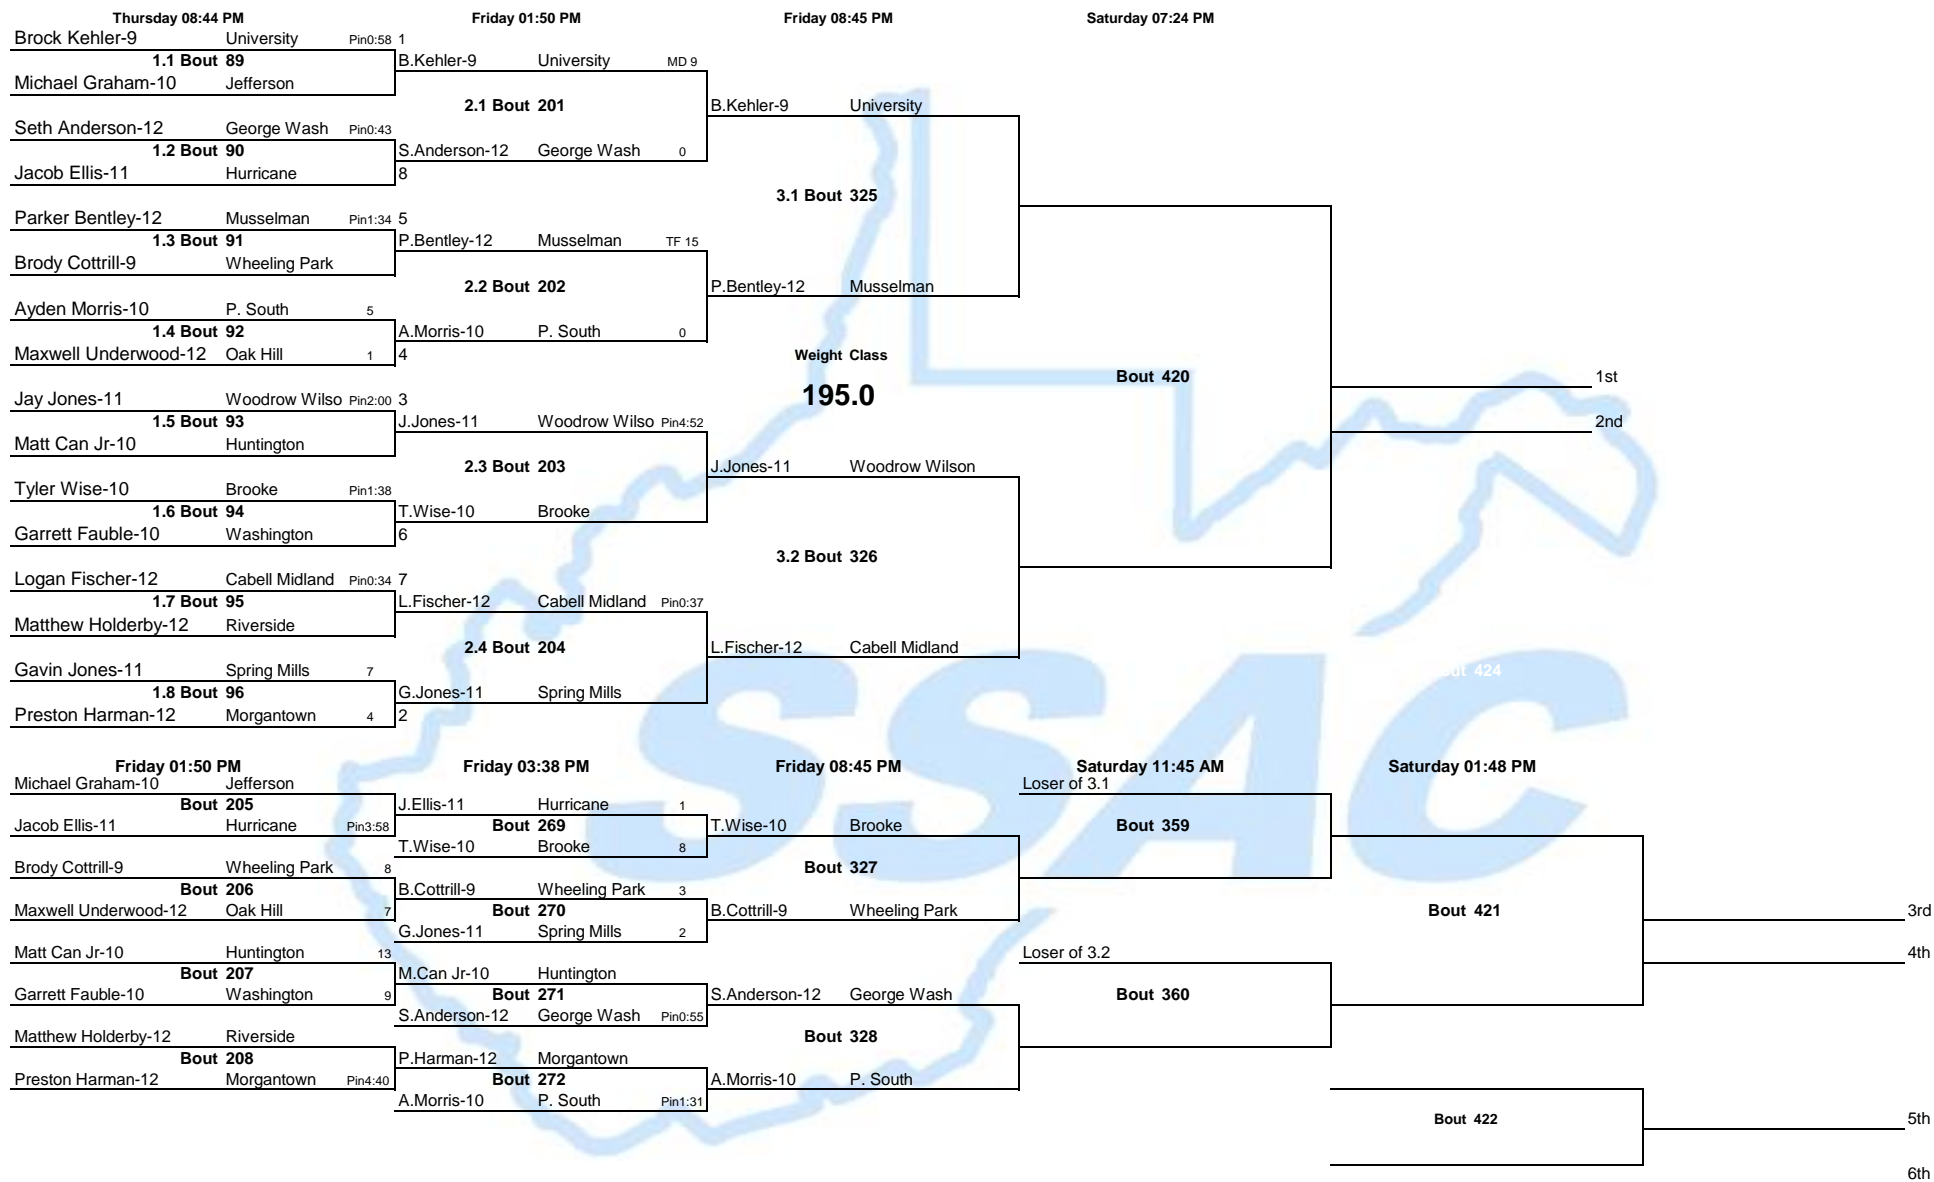 Thursday 08:44 PM Friday 01:50 PM Friday 08:45 PM Saturday 07:24 PM
Brock Kehler-9 University Pin0:58 1
1.1 Bout 89 B.Kehler-9 University MD 9
Michael Graham-10 Jefferson
2.1 Bout 201 B.Kehler-9 University
Seth Anderson-12 George Wash Pin0:43
1.2 Bout 90 S.Anderson-12 George Wash 0
Jacob Ellis-11 Hurricane 8
3.1 Bout 325
Parker Bentley-12 Musselman Pin1:34 5
1.3 Bout 91 P.Bentley-12 Musselman TF 15
Brody Cottrill-9 Wheeling Park
2.2 Bout 202 P.Bentley-12 Musselman
Ayden Morris-10 P. South 5
1.4 Bout 92 A.Morris-10 P. South 0
Maxwell Underwood-12 Oak Hill 1 4 Weight Class
Bout 420 1st
Jay Jones-11 Woodrow Wilso Pin2:00 3 195.0
1.5 Bout 93 J.Jones-11 Woodrow Wilso Pin4:52 2nd
Matt Can Jr-10 Huntington
2.3 Bout 203 J.Jones-11 Woodrow Wilson
Tyler Wise-10 Brooke Pin1:38
1.6 Bout 94 T.Wise-10 Brooke
Garrett Fauble-10 Washington 6
3.2 Bout 326
Logan Fischer-12 Cabell Midland Pin0:34 7
1.7 Bout 95 L.Fischer-12 Cabell Midland Pin0:37
Matthew Holderby-12 Riverside
2.4 Bout 204 L.Fischer-12 Cabell Midland
Gavin Jones-11 Spring Mills 7 424
1.8 Bout 96 G.Jones-11 Spring Mills
Preston Harman-12 Morgantown 4 2
SSAC
Friday 01:50 PM Friday 03:38 PM Friday 08:45 PM Saturday 11:45 AM Saturday 01:48 PM
Michael Graham-10 Jefferson Loser of 3.1
Bout 205 J.Ellis-11 Hurricane 1
Jacob Ellis-11 Hurricane Pin3:58 Bout 269 T.Wise-10 Brooke Bout 359
T.Wise-10 Brooke 8
Brody Cottrill-9 Wheeling Park 8 Bout 327
Bout 206 B.Cottrill-9 Wheeling Park 3
Maxwell Underwood-12 Oak Hill 7 Bout 270 B.Cottrill-9 Wheeling Park Bout 421 3rd
G.Jones-11 Spring Mills 2
Matt Can Jr-10 Huntington 13 Loser of 3.2 4th
Bout 207 M.Can Jr-10 Huntington
Garrett Fauble-10 Washington 9 Bout 271 S.Anderson-12 George Wash Bout 360
S.Anderson-12 George Wash Pin0:55
Matthew Holderby-12 Riverside Bout 328
Bout 208 P.Harman-12 Morgantown
Preston Harman-12 Morgantown Pin4:40 Bout 272 A.Morris-10 P. South
A.Morris-10 P. South Pin1:31
Bout 422 5th
6th